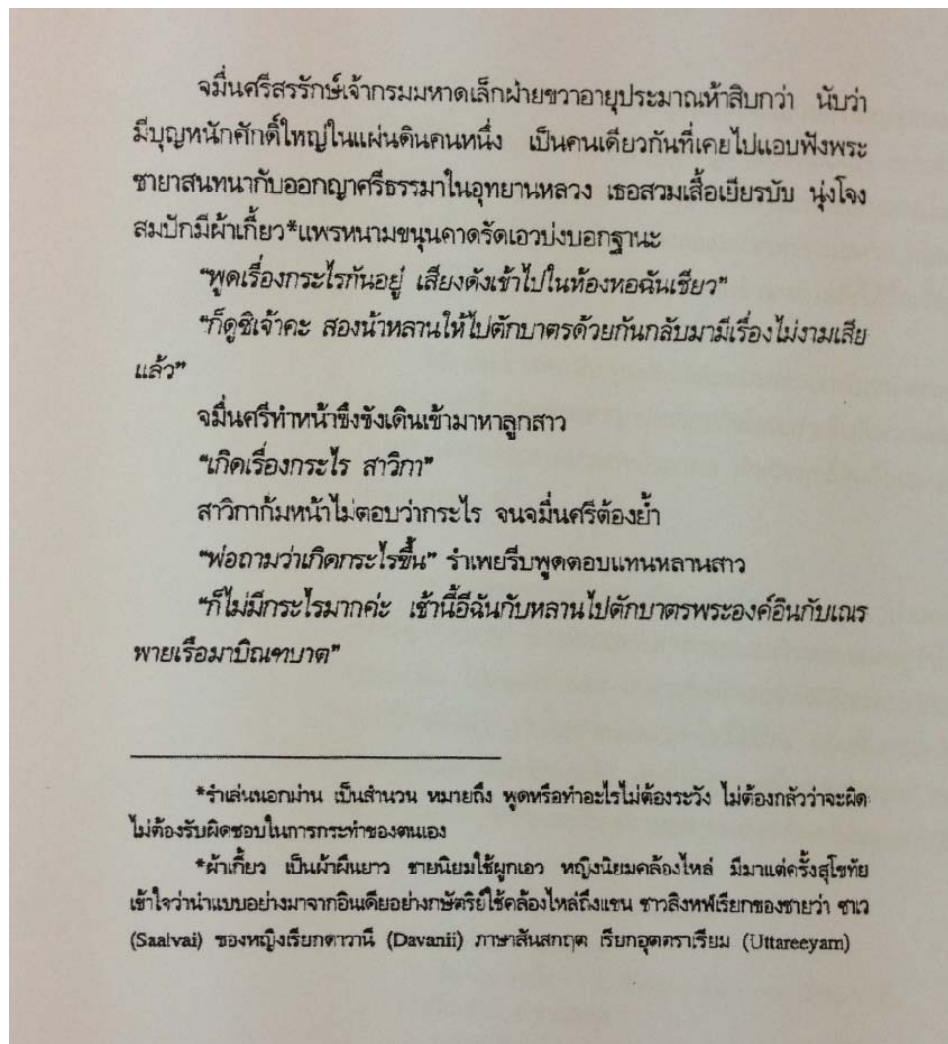 จมื่นศรีสรรักษ์เจ้ากรมมหาดเล็กฝ่ายขวาอายุประมาณห้าสิบกว่า นับว่า
มีบุญหนักศักดิ์ใหญ่ในแผ่นดินคนหนึ่ง เป็นคนเดียวกันที่เคยไปแอบฟังพระ
ชายาสนทนากับออกญาศรีธรรมาในอุทยานหลวง เธอสวมเสื้อเยียรบับ นุ่งโจง
สมปักมีผ้าเกี้ยว*แพรหนามขนุนคาดรัดเอวบ่งบอกฐานะ
"พูดเรื่องกระไรกันอยู่ เสียงดังเข้าไปในห้องหอฉันเชียว"
"ก็ดูซิเจ้าคะ สองน้าหลานให้ไปตักบาตรด้วยกันกลับมามีเรื่องไม่งามเสีย
แล้ว"
จมื่นศรีทำหน้าขึงขังเดินเข้ามาหาลูกสาว
"เกิดเรื่องกระไร สาวิกา"
สาวิกาก้มหน้าไม่ตอบว่ากระไร จนจมื่นศรีต้องย้ำ
"พ่อถามว่าเกิดกระไรขึ้น" รำเพยรีบพูดตอบแทนหลานสาว
"ก็ไม่มีกระไรมากค่ะ เช้านี้อีฉันกับหลานไปตักบาตรพระองค์อินกับเณร
พายเรือมาบิณฑบาต"
*รำเล่นนอกม่าน เป็นสำนวน หมายถึง พูดหรือทำอะไรไม่ต้องระวัง ไม่ต้องกลัวว่าจะผิด
ไม่ต้องรับผิดชอบในการกระทำของตนเอง
*ผ้าเกี้ยว เป็นผ้าผืนยาว ชายนิยมใช้ผูกเอว หญิงนิยมคล้องไหล่ มีมาแต่ครั้งสุโขทัย
เข้าใจว่านำแบบอย่างมาจากอินเดียอย่างกษัตริย์ใช้คล้องไหล่ถึงแขน ชาวสิงหฬเรียกของชายว่า ซาเว
(Saalvai) ของหญิงเรียกดาวานี (Davanii) ภาษาสันสกฤต เรียกอุตตราเรียม (Uttareeyam)